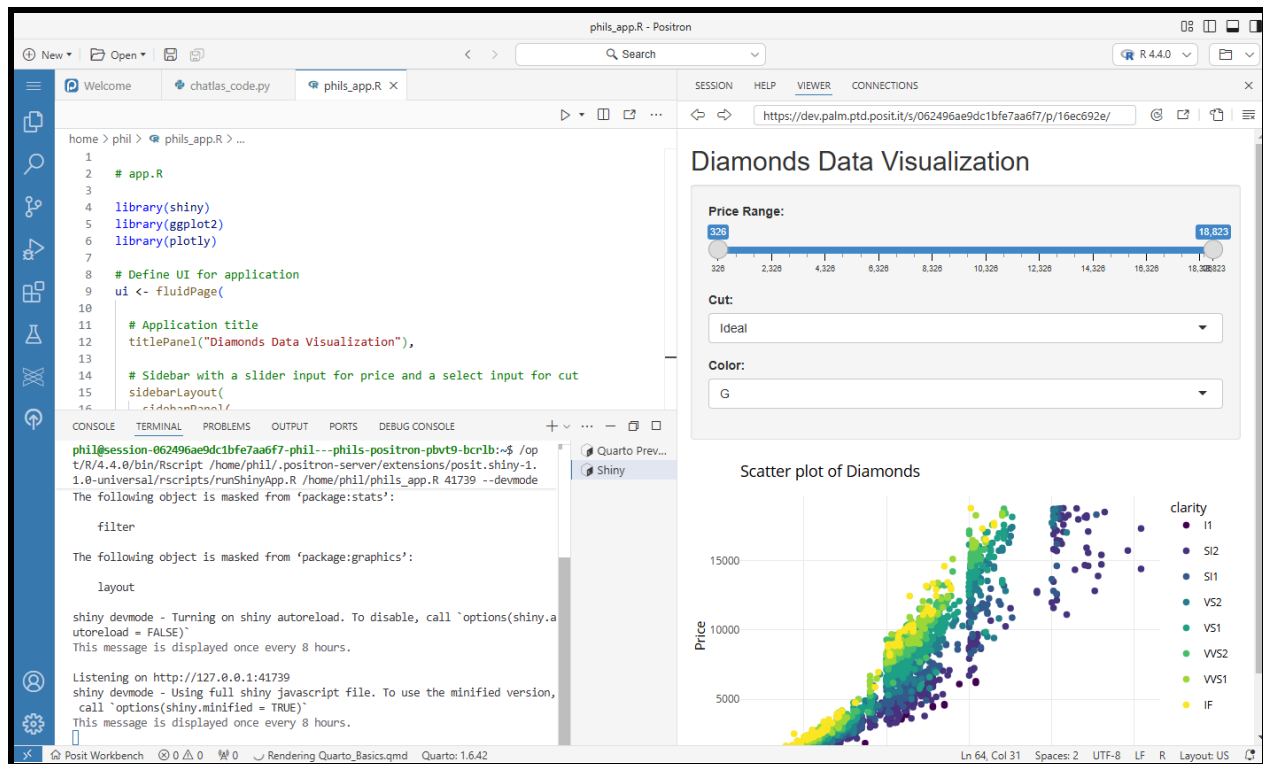 phils_app.R - Positron
New
Open
Search
R 4.4.0
Welcome
chatlas_code.py
phils_app.R
home > phil > phils_app.R > ...
1
2 # app.R
3
4 library(shiny)
5 library(ggplot2)
6 library(plotly)
7
8 # Define UI for application
9 ui <- fluidPage(
10
11 # Application title
12 titlePanel("Diamonds Data Visualization"),
13
14 # Sidebar with a slider input for price and a select input for cut
15 sidebarLayout(
16 sidebarPanel(
CONSOLE TERMINAL PROBLEMS OUTPUT PORTS DEBUG CONSOLE
phil@session-062496ae9dc1bfe7aa6f7-phil---phils-positron-pbvt9-bcrlb:~$ /op
t/R/4.4.0/bin/Rscript /home/phil/.positron-server/extensions/posit.shiny-1.
1.0-universal/rscripts/runShinyApp.R /home/phil/phils_app.R 41739 --devmode
The following object is masked from ‘package:stats’:
filter
The following object is masked from ‘package:graphics’:
layout
shiny devmode - Turning on shiny autoreload. To disable, call `options(shiny.a
utoreload = FALSE)`
This message is displayed once every 8 hours.
Listening on http://127.0.0.1:41739
shiny devmode - Using full shiny javascript file. To use the minified version,
call `options(shiny.minified = TRUE)`
This message is displayed once every 8 hours.
Quarto Prev...
Shiny
SESSION HELP VIEWER CONNECTIONS
https://dev.palm.ptd.posit.it/s/062496ae9dc1bfe7aa6f7/p/16ec692e/
Diamonds Data Visualization
Price Range:
326 18,823
326 2,326 4,326 6,326 8,326 10,326 12,326 14,326 16,326
Cut:
Ideal
Color:
G
Scatter plot of Diamonds
15000
10000
5000
Price
clarity
I1
SI2
SI1
VS2
VS1
VVS2
VVS1
IF
Posit Workbench 0 0 0 Rendering Quarto_Basics.qmd Quarto: 1.6.42 Ln 64, Col 31 Spaces: 2 UTF-8 LF R Layout: US